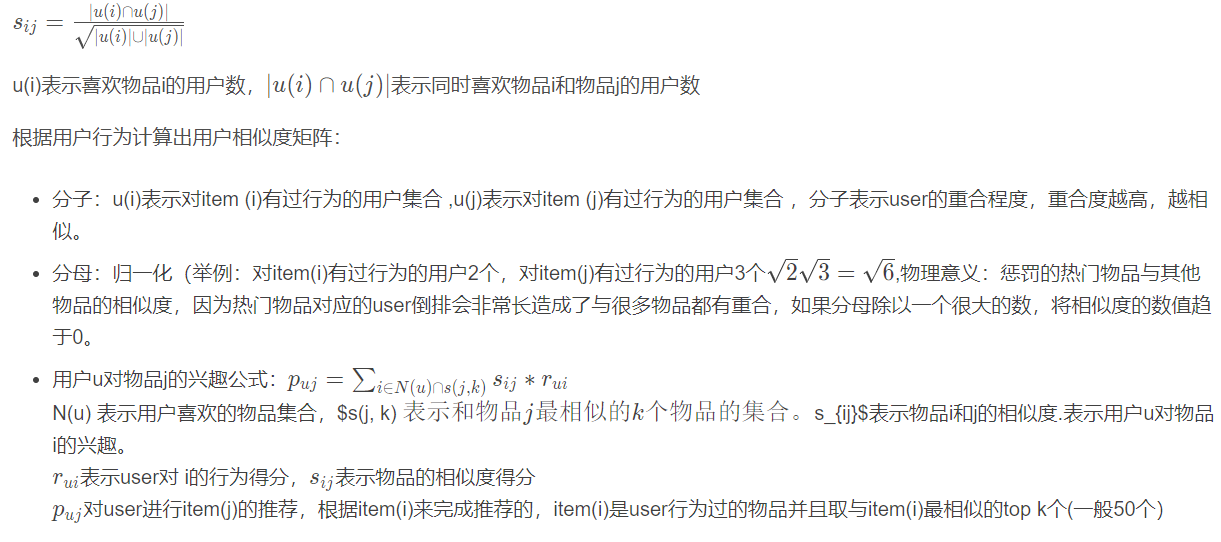 $s_{ij} = \frac{|u(i) \cap u(j)|}{\sqrt{|u(i)| \cup |u(j)|}}$
u(i)表示喜欢物品i的用户数，$|u(i) \cap u(j)|$表示同时喜欢物品i和物品j的用户数
根据用户行为计算出用户相似度矩阵：
• 分子：u(i)表示对item (i)有过行为的用户集合 ,u(j)表示对item (j)有过行为的用户集合 ，分子表示user的重合程度，重合度越高，越相
似。
• 分母：归一化（举例：对item(i)有过行为的用户2个，对item(j)有过行为的用户3个$\sqrt{2}\sqrt{3} = \sqrt{6}$,物理意义：惩罚的热门物品与其他
物品的相似度，因为热门物品对应的user倒排会非常长造成了与很多物品都有重合，如果分母除以一个很大的数，将相似度的数值趋
于0。
• 用户u对物品j的兴趣公式：$p_{uj} = \sum_{i \in N(u) \cap s(j,k)} s_{ij} * r_{ui}$
N(u) 表示用户喜欢的物品集合，$s(j, k) 表示和物品j最相似的k个物品的集合。s_{ij}$表示物品i和j的相似度.表示用户u对物品
i的兴趣。
$r_{ui}$表示user对 i的行为得分，$s_{ij}$表示物品的相似度得分
$p_{uj}$对user进行item(j)的推荐，根据item(i)来完成推荐的，item(i)是user行为过的物品并且取与item(i)最相似的top k个(一般50个)